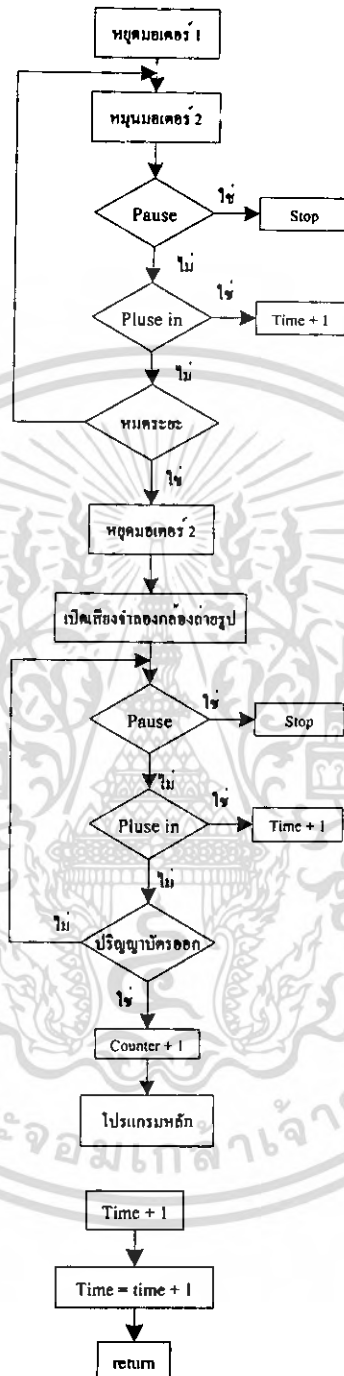 หยุดมอเตอร์ 1
หมุนมอเตอร์ 2
Pause
ใช่
Stop
ไม่
Pluse in
ใช่
Time + 1
ไม่
หมดระยะ
ใช่
หยุดมอเตอร์ 2
เปิดเสียงจำลองกล้องถ่ายรูป
Pause
ใช่
Stop
ไม่
Pluse in
ใช่
Time + 1
ไม่
ไม่
ปริญญาบัตรออก
ใช่
Counter + 1
โปรแกรมหลัก
Time + 1
Time = time + 1
return